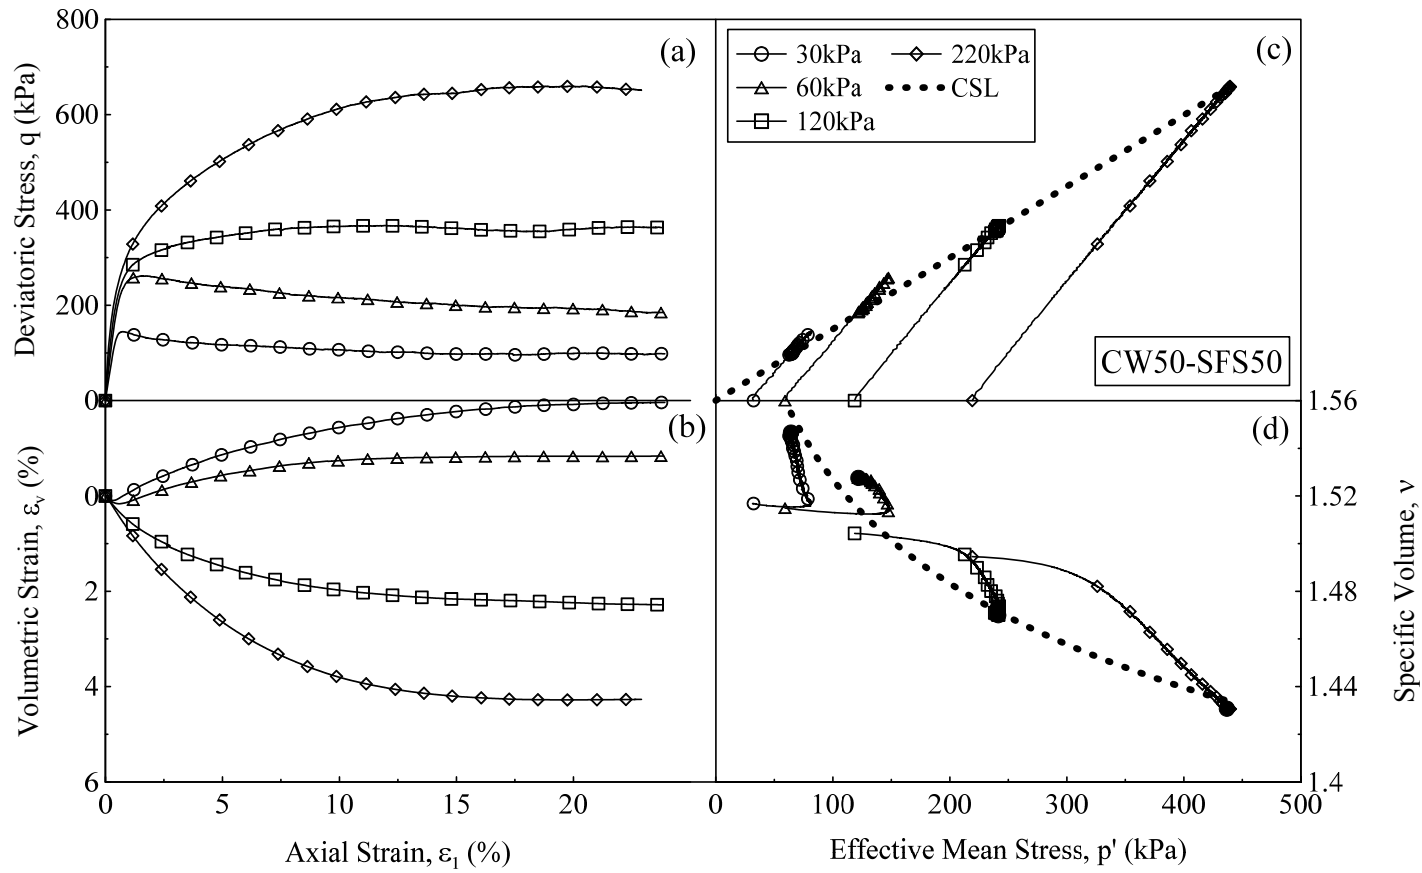 800
600
400
200
0
Deviatoric Stress, q (kPa)
(a)
30kPa
60kPa
120kPa
220kPa
CSL
(c)
CW50-SFS50
0
2
4
6
Volumetric Strain, εv (%)
(b)
0
5
10
15
20
Axial Strain, ε1 (%)
(d)
1.56
1.52
1.48
1.44
1.4
Specific Volume, ν
0
100
200
300
400
500
Effective Mean Stress, p' (kPa)